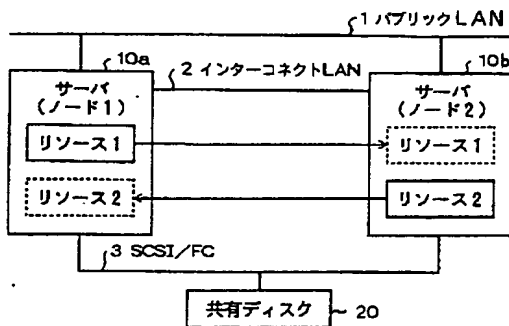 1 パブリックLAN
10a
2 インターコネクトLAN
10b
サーバ
(ノード1)
サーバ
(ノード2)
リソース1
リソース1
リソース2
リソース2
3 SCSI/FC
共有ディスク
20